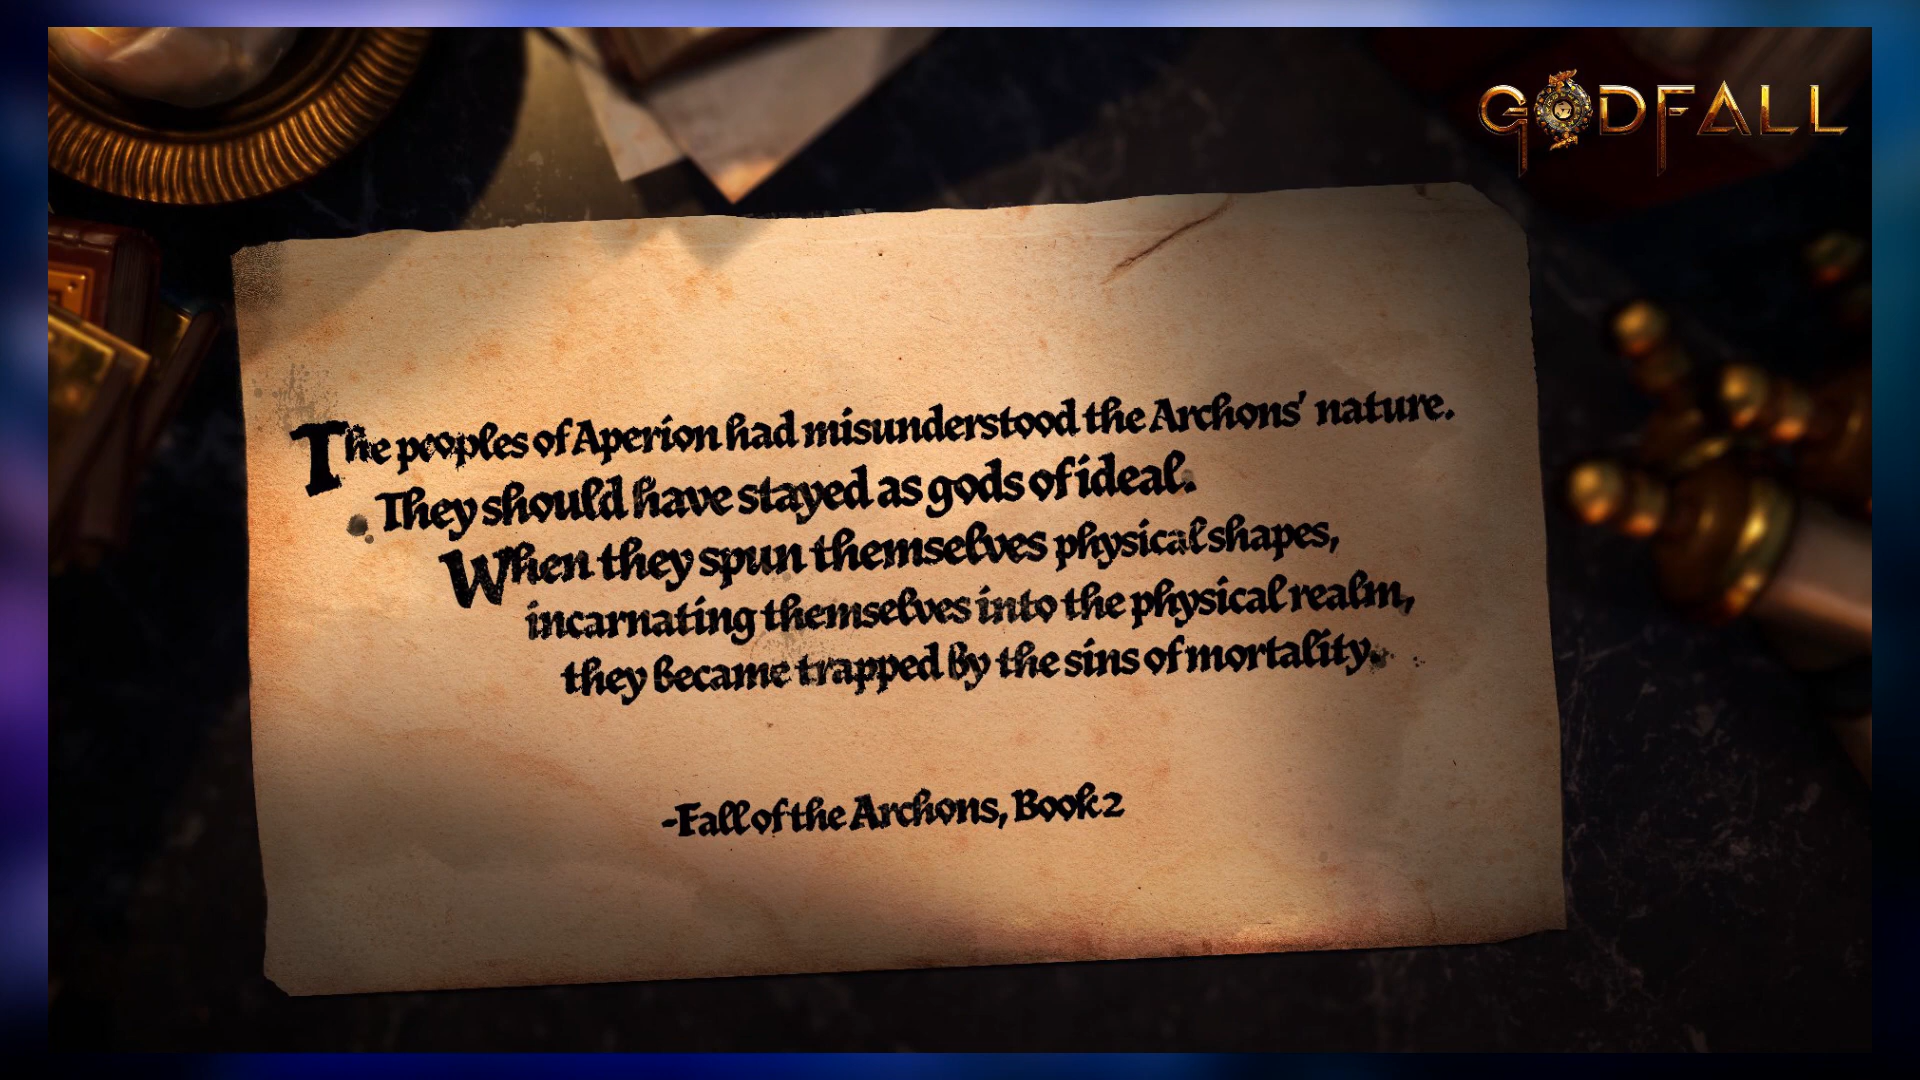 GODFALL
The peoples of Aperion had misunderstood the Archons' nature.
They should have stayed as gods of ideal.
When they spun themselves physical shapes,
incarnating themselves into the physical realm,
they became trapped by the sins of mortality.
-Fall of the Archons, Book 2